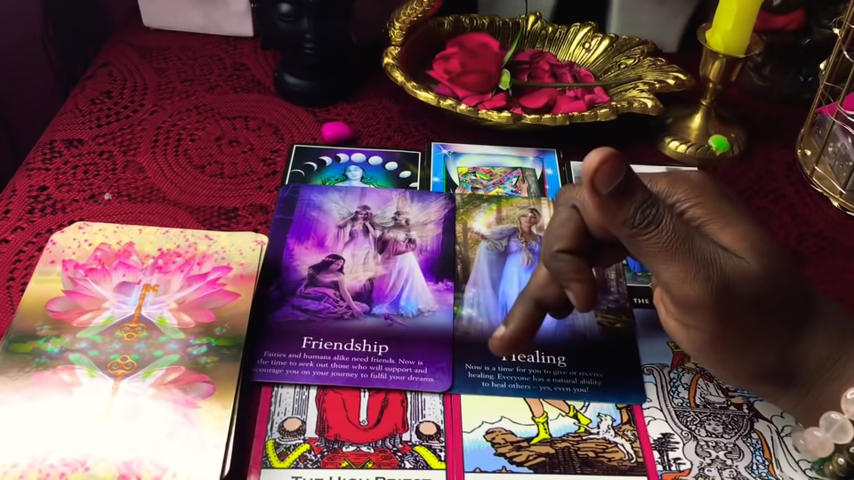 THE
Friendship
Fairies and humans alike need friends. Now is
the time to seek out those who will support and
encourage you on your journey to fulfil your dreams.
Healing
Now is a time for you to give or receive
healing. Everyone has a natural ability
to heal others – yes, even you!
THE HIGH PRIEST